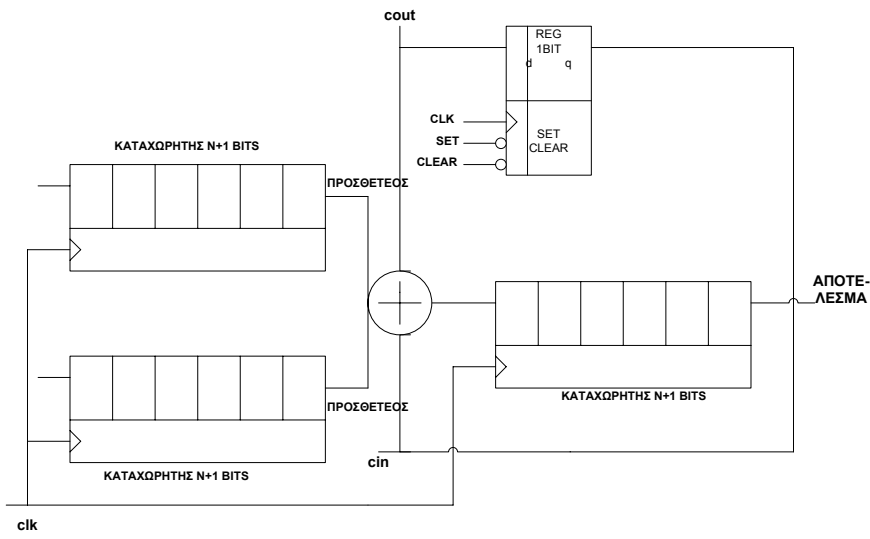 cout
REG
1BIT
d q
CLK
SET
CLEAR
SET
CLEAR
ΚΑΤΑΧΩΡΗΤΗΣ N+1 BITS
ΠΡΟΣΘΕΤΕΟΣ
ΑΠΟΤΕ-
ΛΕΣΜΑ
ΚΑΤΑΧΩΡΗΤΗΣ N+1 BITS
ΠΡΟΣΘΕΤΕΟΣ
cin
ΚΑΤΑΧΩΡΗΤΗΣ N+1 BITS
clk